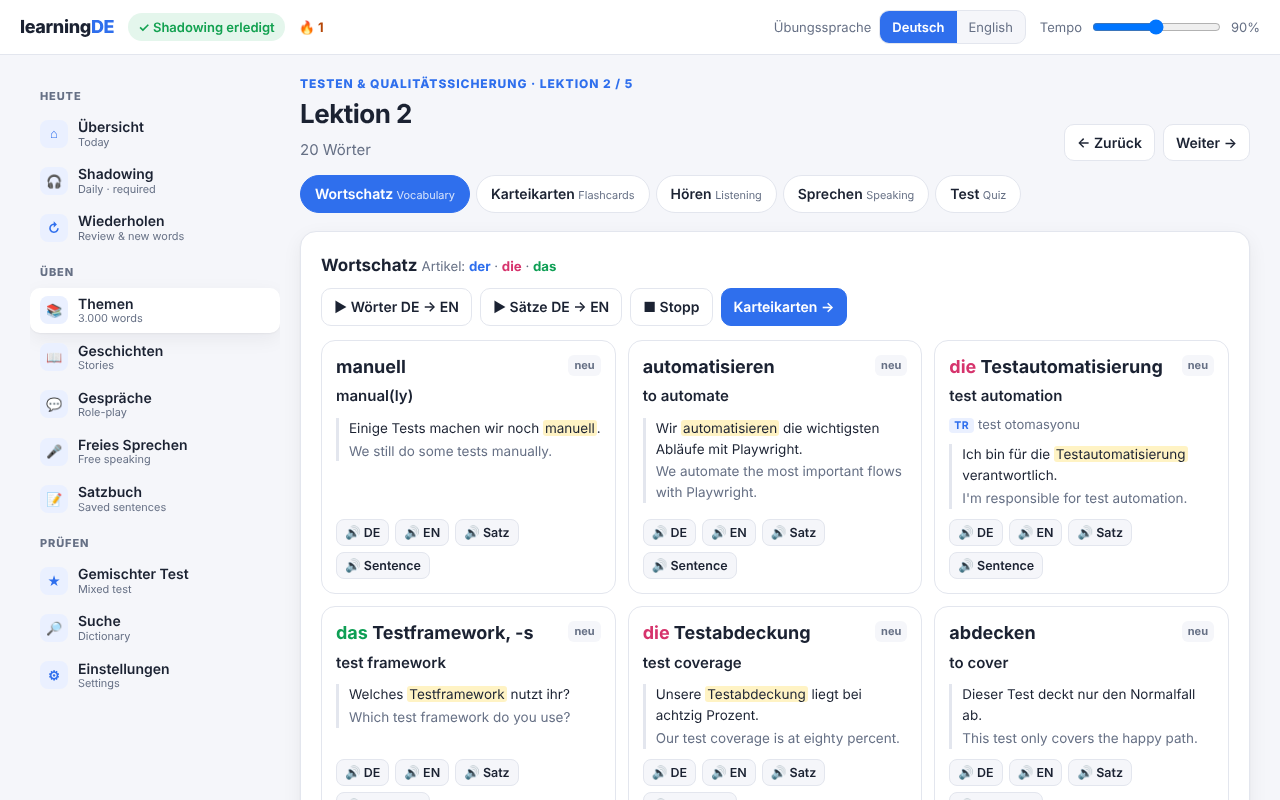 learningDE
✓ Shadowing erledigt
🔥 1
Übungssprache
Deutsch
English
Tempo
90%
HEUTE
Übersicht
Today
Shadowing
Daily · required
Wiederholen
Review & new words
ÜBEN
Themen
3.000 words
Geschichten
Stories
Gespräche
Role-play
Freies Sprechen
Free speaking
Satzbuch
Saved sentences
PRÜFEN
Gemischter Test
Mixed test
Suche
Dictionary
Einstellungen
Settings
TESTEN & QUALITÄTSSICHERUNG · LEKTION 2 / 5
Lektion 2
20 Wörter
← Zurück
Weiter →
Wortschatz Vocabulary
Karteikarten Flashcards
Hören Listening
Sprechen Speaking
Test Quiz
Wortschatz Artikel: der · die · das
▶ Wörter DE → EN
▶ Sätze DE → EN
■ Stopp
Karteikarten →
manuell
neu
manual(ly)
Einige Tests machen wir noch manuell.
We still do some tests manually.
🔊 DE
🔊 EN
🔊 Satz
🔊 Sentence
automatisieren
neu
to automate
Wir automatisieren die wichtigsten
Abläufe mit Playwright.
We automate the most important flows
with Playwright.
🔊 DE
🔊 EN
🔊 Satz
🔊 Sentence
die Testautomatisierung
neu
test automation
TR test otomasyonu
Ich bin für die Testautomatisierung
verantwortlich.
I'm responsible for test automation.
🔊 DE
🔊 EN
🔊 Satz
🔊 Sentence
das Testframework, -s
neu
test framework
Welches Testframework nutzt ihr?
Which test framework do you use?
🔊 DE
🔊 EN
🔊 Satz
die Testabdeckung
neu
test coverage
Unsere Testabdeckung liegt bei
achtzig Prozent.
Our test coverage is at eighty percent.
🔊 DE
🔊 EN
🔊 Satz
abdecken
neu
to cover
Dieser Test deckt nur den Normalfall
ab.
This test only covers the happy path.
🔊 DE
🔊 EN
🔊 Satz